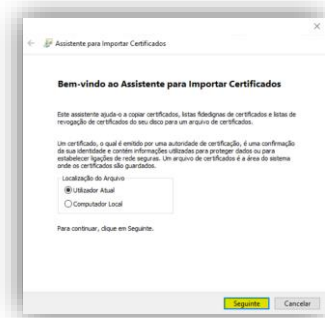 Assistente para Importar Certificados
Bem-vindo ao Assistente para Importar Certificados
Este assistente ajuda-o a copiar certificados, listas fidedignas de certificados e listas de
revogação de certificados do seu disco para um arquivo de certificados.
Um certificado, o qual é emitido por uma autoridade de certificação, é uma confirmação
da sua identidade e contém informações utilizadas para proteger dados ou para
estabelecer ligações de rede seguras. Um arquivo de certificados é a área do sistema
onde os certificados são guardados.
Localização do Arquivo
Utilizador Atual
Computador Local
Para continuar, clique em Seguinte.
Seguinte Cancelar